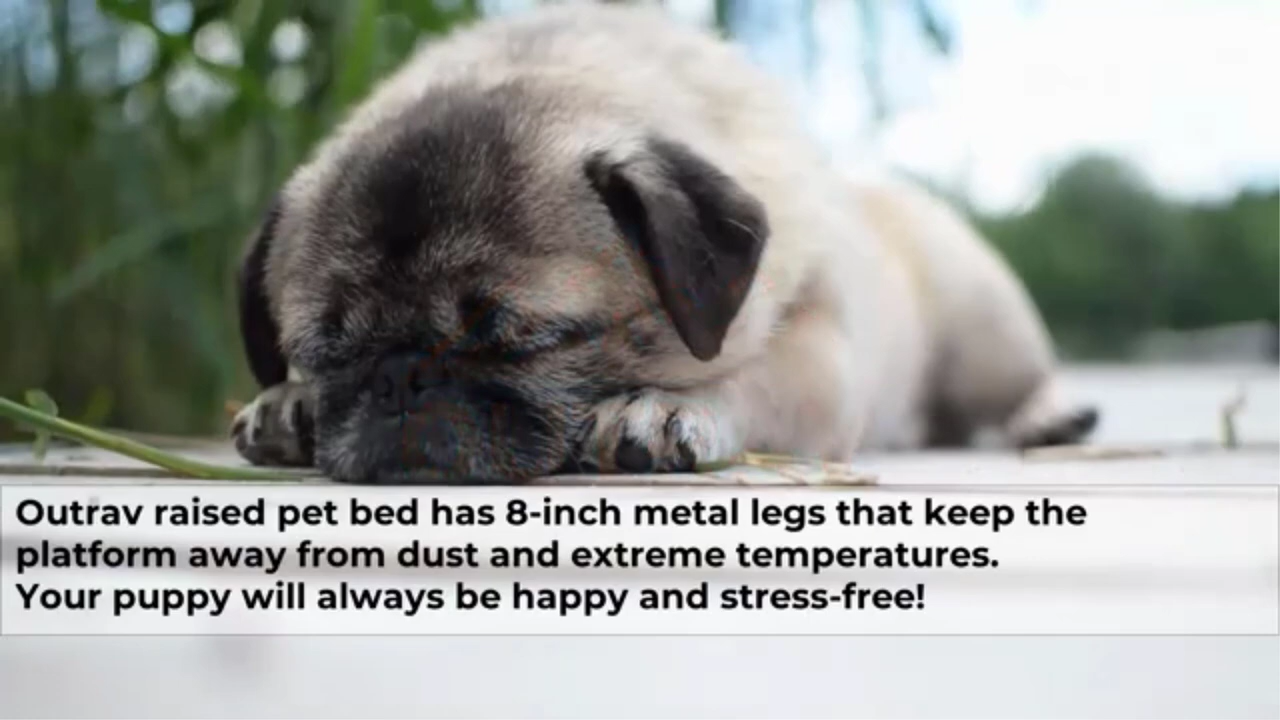 Outrav raised pet bed has 8-inch metal legs that keep the
platform away from dust and extreme temperatures.
Your puppy will always be happy and stress-free!